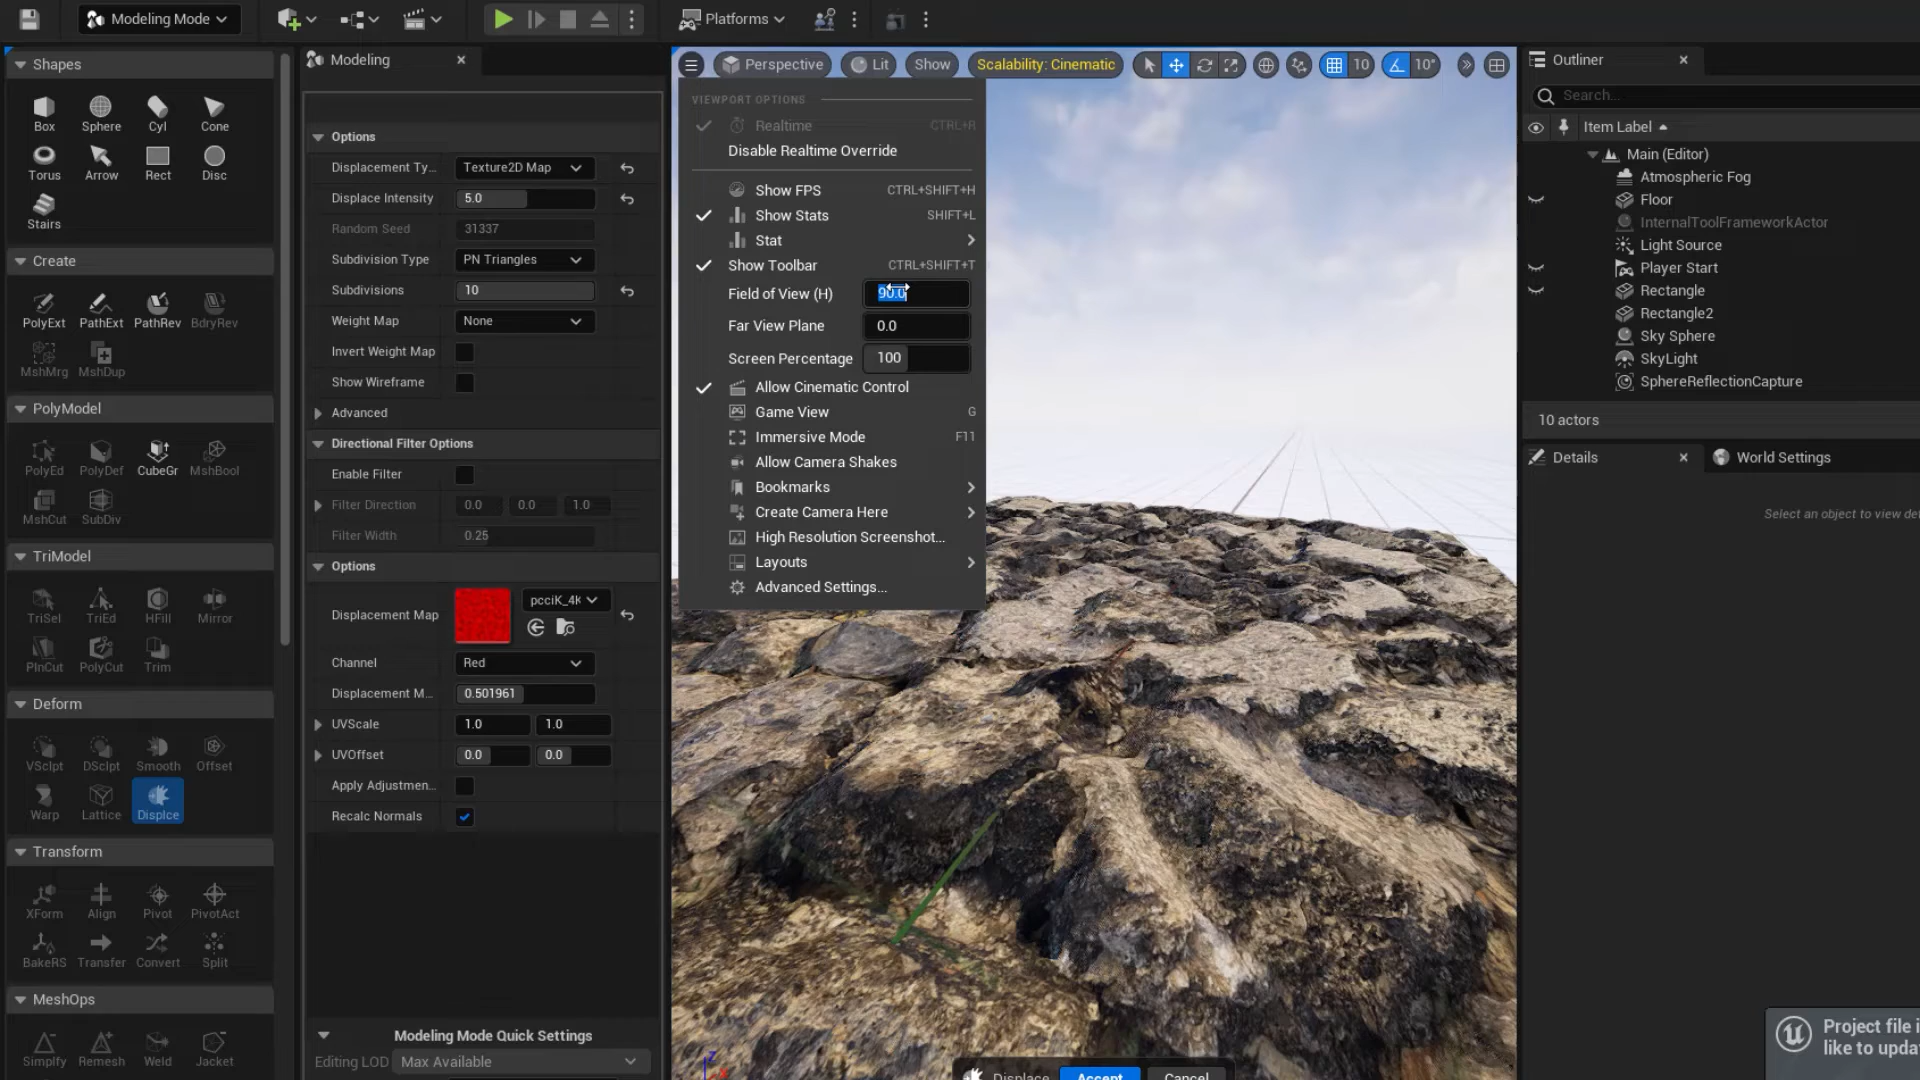 Modeling Mode
Platforms
Shapes
Box
Sphere
Cyl
Cone
Torus
Arrow
Rect
Disc
Stairs
Create
PolyExt
PathExt
PathRev
BdryRev
MshMrg
MshDup
PolyModel
PolyEd
PolyDef
CubeGr
MshBool
MshCut
SubDiv
TriModel
TriSel
TriEd
HFill
Mirror
PlnCut
PolyCut
Trim
Deform
VSclpt
DSclpt
Smooth
Offset
Warp
Lattice
Displce
Transform
XForm
Align
Pivot
PivotAct
BakeRS
Transfer
Convert
Split
MeshOps
Simplfy
Remesh
Weld
Jacket
Modeling
Options
Displacement Ty... Texture2D Map
Displace Intensity 5.0
Random Seed 31337
Subdivision Type PN Triangles
Subdivisions 10
Weight Map None
Invert Weight Map
Show Wireframe
Advanced
Directional Filter Options
Enable Filter
Filter Direction 0.0 0.0 1.0
Filter Width 0.25
Options
Displacement Map pcciK_4K
Channel Red
Displacement M... 0.501961
UVScale 1.0 1.0
UVOffset 0.0 0.0
Apply Adjustmen...
Recalc Normals
Modeling Mode Quick Settings
Editing LOD Max Available
Perspective Lit Show Scalability: Cinematic 10 10°
VIEWPORT OPTIONS
Realtime CTRL+R
Disable Realtime Override
Show FPS CTRL+SHIFT+H
Show Stats SHIFT+L
Stat
Show Toolbar CTRL+SHIFT+T
Field of View (H) 90.0
Far View Plane 0.0
Screen Percentage 100
Allow Cinematic Control
Game View G
Immersive Mode F11
Allow Camera Shakes
Bookmarks
Create Camera Here
High Resolution Screenshot...
Layouts
Advanced Settings...
Z
X
Displace Accept Cancel
Outliner
Search...
Item Label
Main (Editor)
Atmospheric Fog
Floor
InternalToolFrameworkActor
Light Source
Player Start
Rectangle
Rectangle2
Sky Sphere
SkyLight
SphereReflectionCapture
10 actors
Details
World Settings
Select an object to view det
Project file i
like to upda